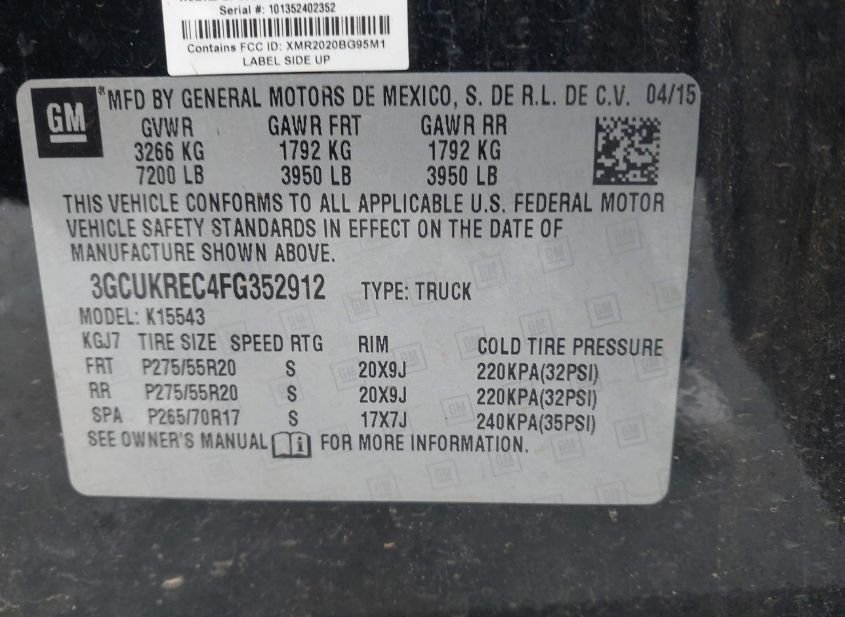 Serial #: 101352402352
Contains FCC ID: XMR2020BG95M1
LABEL SIDE UP
GM
® MFD BY GENERAL MOTORS DE MEXICO, S. DE R.L. DE C.V. 04/15
GVWR GAWR FRT GAWR RR
3266 KG 1792 KG 1792 KG
7200 LB 3950 LB 3950 LB
THIS VEHICLE CONFORMS TO ALL APPLICABLE U.S. FEDERAL MOTOR
VEHICLE SAFETY STANDARDS IN EFFECT ON THE DATE OF
MANUFACTURE SHOWN ABOVE.
3GCUKREC4FG352912 TYPE: TRUCK
MODEL: K15543
KGJ7 TIRE SIZE SPEED RTG RIM COLD TIRE PRESSURE
FRT P275/55R20 S 20X9J 220KPA(32PSI)
RR P275/55R20 S 20X9J 220KPA(32PSI)
SPA P265/70R17 S 17X7J 240KPA(35PSI)
SEE OWNER'S MANUAL i FOR MORE INFORMATION.